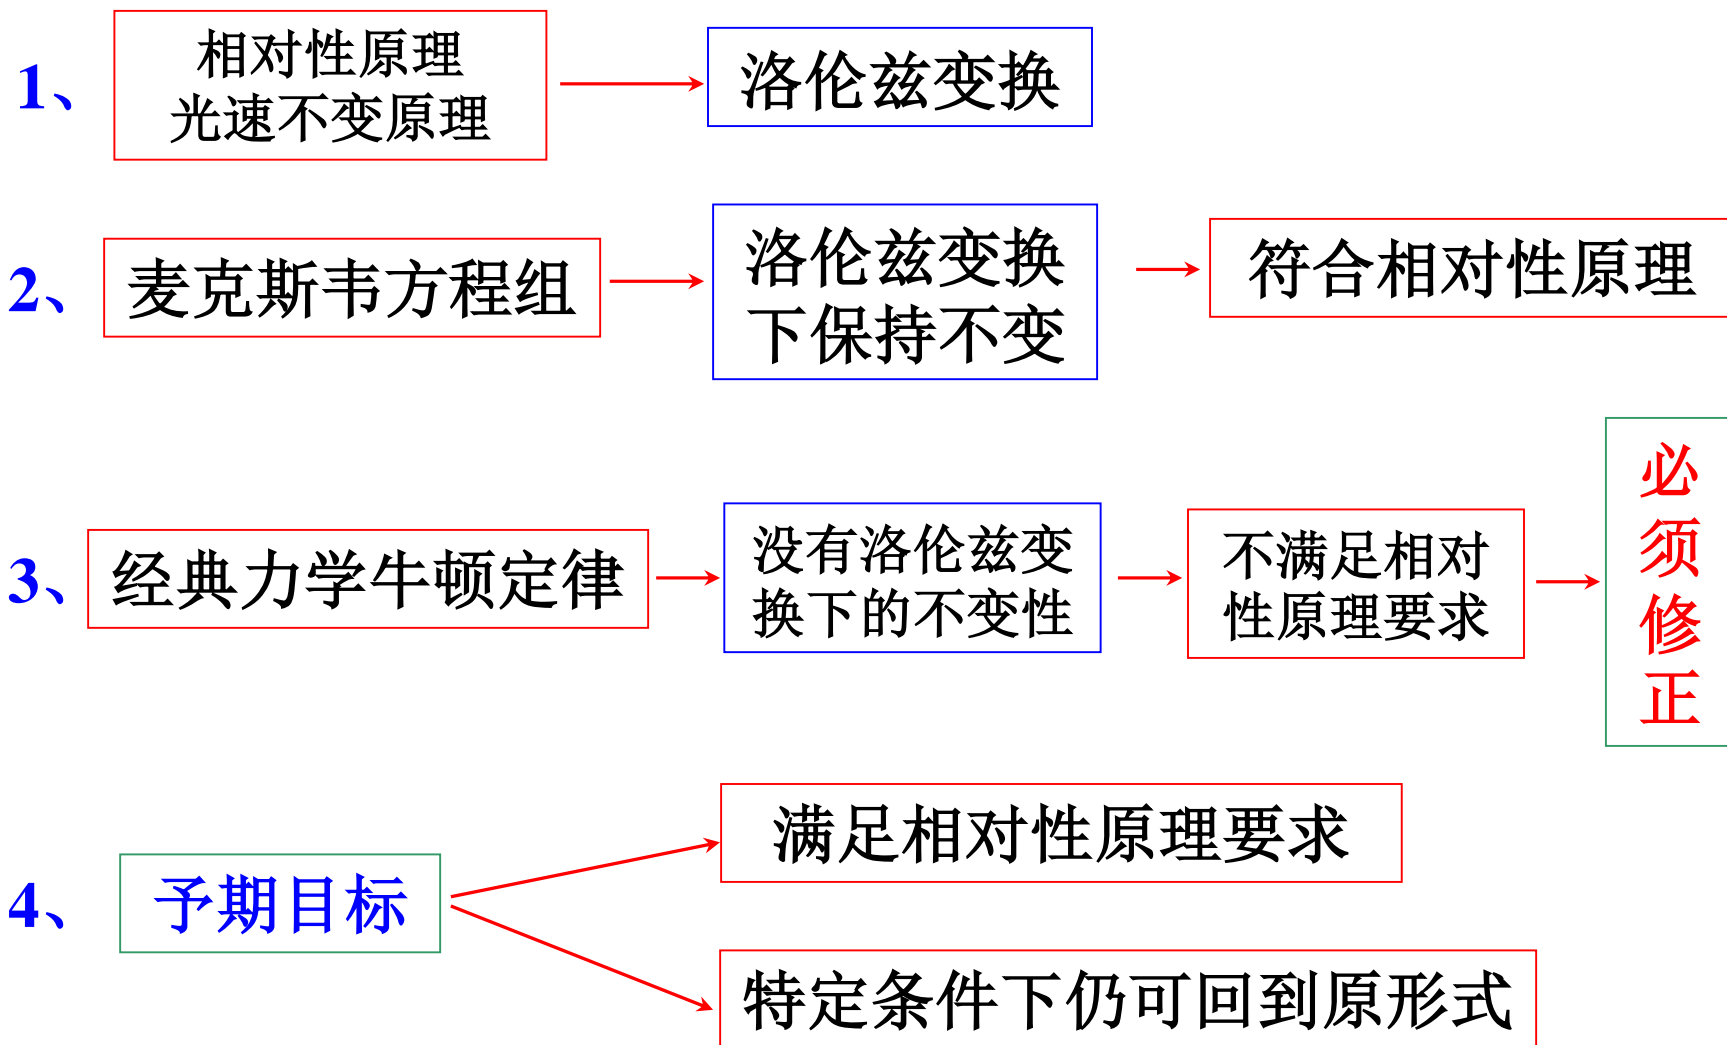 1、
相对性原理
光速不变原理
洛伦兹变换
2、
麦克斯韦方程组
洛伦兹变换
下保持不变
符合相对性原理
3、
经典力学牛顿定律
没有洛伦兹变
换下的不变性
不满足相对
性原理要求
必
须
修
正
4、
予期目标
满足相对性原理要求
特定条件下仍可回到原形式